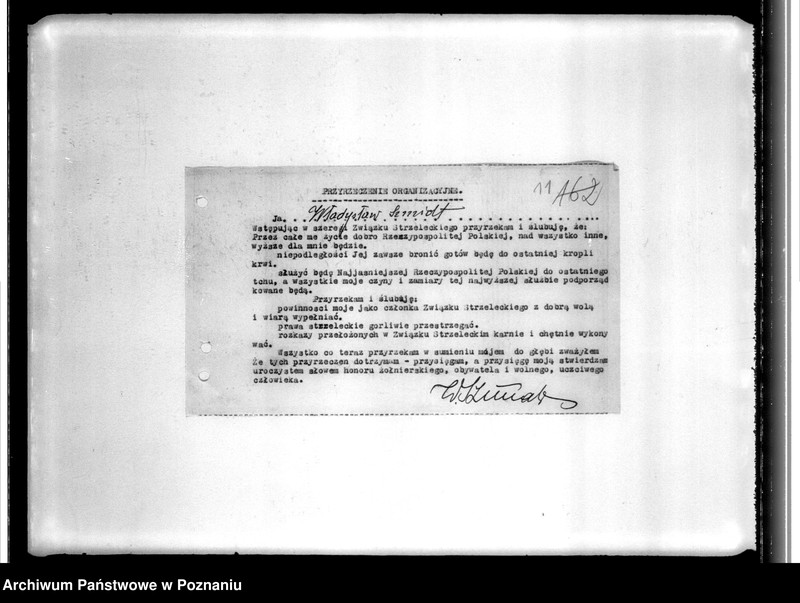 PRZYRZECZENIE ORGANIZACYJNE.
11 162
Ja. . . Władysław Szmidt . . . . . . . . . .
Wstępując w szeregi Związku Strzeleckiego przyrzekam i ślubuję, że:
Przez całe me życie dobro Rzeczypospolitej Polskiej, nad wszystko inne,
wyższe dla mnie będzie.
niepodległości Jej zawsze bronić gotów będę do ostatniej kropli
krwi.
służyć będę Najjaśniejszej Rzeczypospolitej Polskiej do ostatniego
tchu, a wszystkie moje czyny i zamiary tej najwyższej służbie podporząd
kowane będą.
Przyrzekam i ślubuję:
powinności moje jako członka Związku Strzeleckiego z dobrą wolą
i wiarą wypełniać.
prawa strzeleckie gorliwie przestrzegać.
rozkazy przełożonych w Związku Strzeleckim karnie i chętnie wykony
wać.
Wszystko co teraz przyrzekam w sumieniu mojem do głębi zważyłem
Że tych przyrzeczeń dotrzymam - przysięgam, a przysięgę moją stwierdzam
uroczystem słowem honoru żołnierskiego, obywatela i wolnego, uczciwego
człowieka.
Archiwum Państwowe w Poznaniu